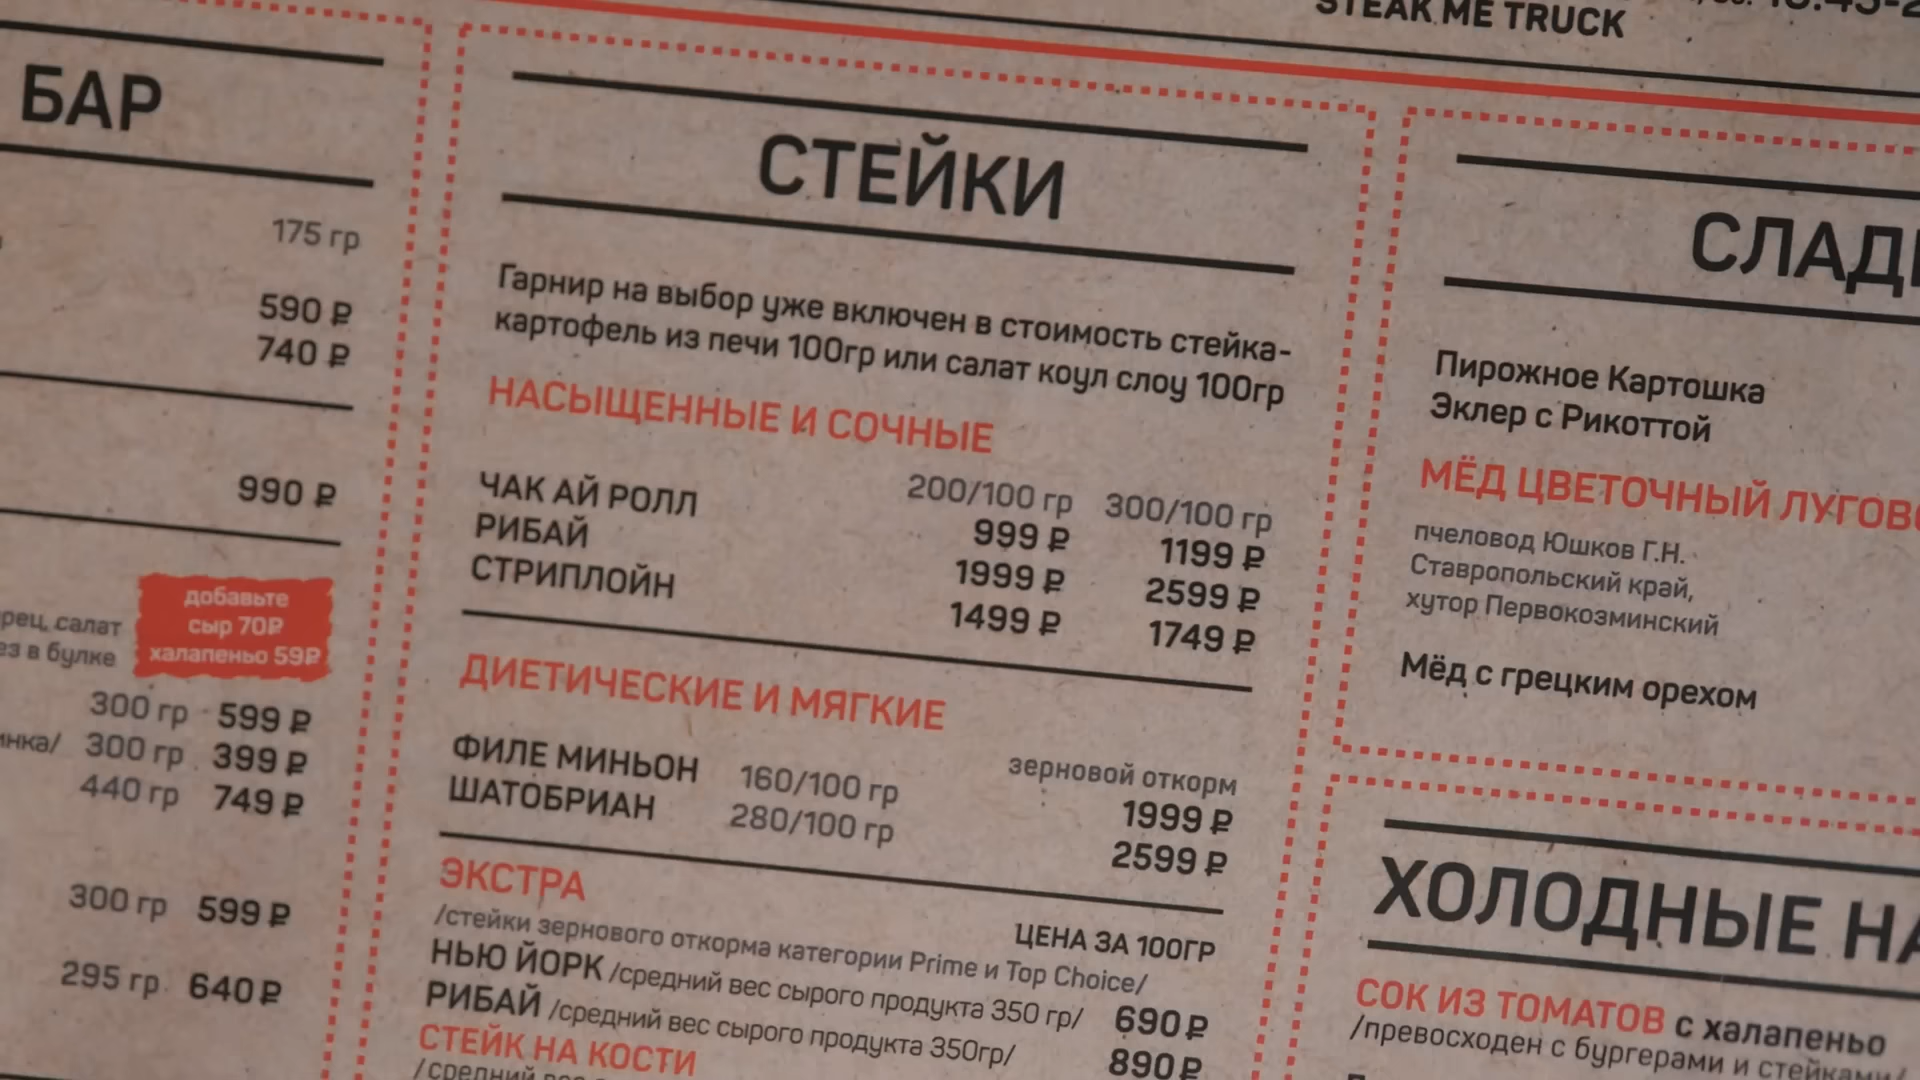 STEAK ME TRUCK
БАР
175 гр
590 ₽
740 ₽
990 ₽
добавьте
сыр 70₽
халапеньо 59₽
салат
в булке
300 гр 599 ₽
300 гр 399 ₽
440 гр 749 ₽
300 гр 599 ₽
295 гр 640 ₽
СТЕЙКИ
Гарнир на выбор уже включен в стоимость стейка-
картофель из печи 100гр или салат коул слоу 100гр
НАСЫЩЕННЫЕ И СОЧНЫЕ
200/100 гр 300/100 гр
ЧАК АЙ РОЛЛ 999 ₽ 1199 ₽
РИБАЙ 1999 ₽ 2599 ₽
СТРИПЛОЙН 1499 ₽ 1749 ₽
ДИЕТИЧЕСКИЕ И МЯГКИЕ
зерновой откорм
ФИЛЕ МИНЬОН 160/100 гр 1999 ₽
ШАТОБРИАН 280/100 гр 2599 ₽
ЭКСТРА
ЦЕНА ЗА 100ГР
/стейки зернового откорма категории Prime и Top Choice/
НЬЮ ЙОРК /средний вес сырого продукта 350 гр/ 690 ₽
РИБАЙ /средний вес сырого продукта 350гр/ 890 ₽
СТЕЙК НА КОСТИ
/средний
Пирожное Картошка
Эклер с Рикоттой
МЁД ЦВЕТОЧНЫЙ
пчеловод Юшков Г.Н.
Ставропольский край,
хутор Первокозминский
Мёд с грецким орехом
ХОЛОДНЫЕ
СОК ИЗ ТОМАТОВ с халапеньо
/превосходен с бургерами и стейками/